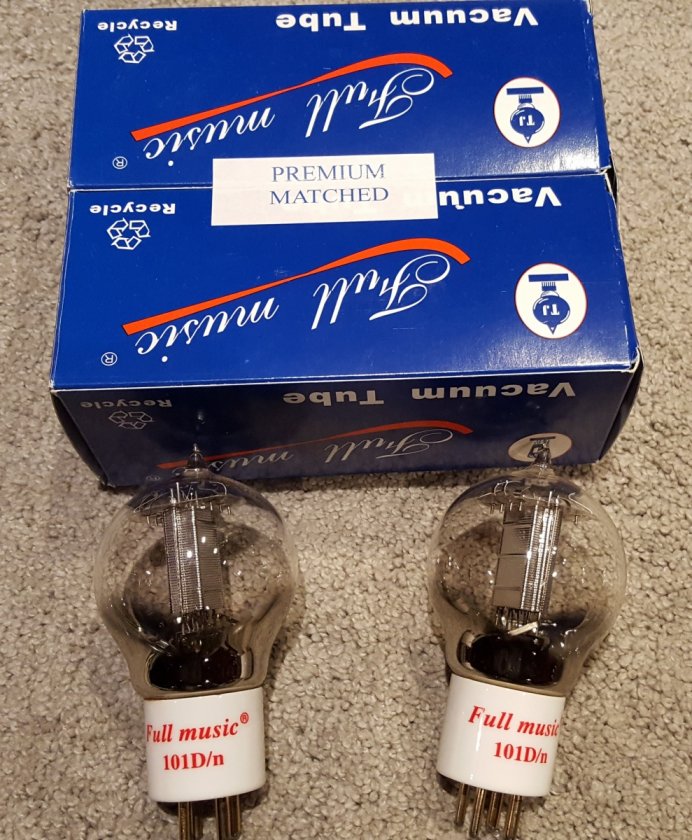 Vacuum Tube
Recycle
Full music ®
TJ
PREMIUM
MATCHED
Vacuum
Recycle
Full music ®
TJ
Vacuum Tube
Recycle
Full music
Full music®
101D/n
Full music
101D/n